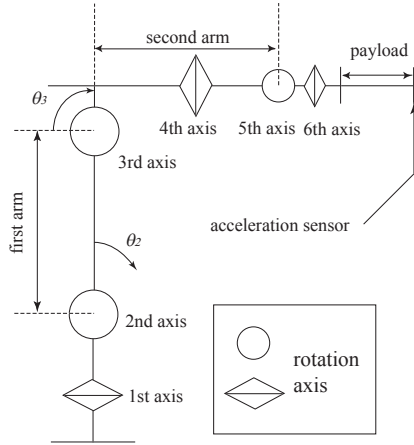 second arm
payload
θ3
4th axis
5th axis
6th axis
3rd axis
first arm
acceleration sensor
θ2
2nd axis
1st axis
rotation
axis